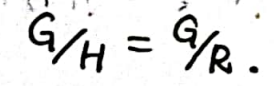 G/H = G/R.